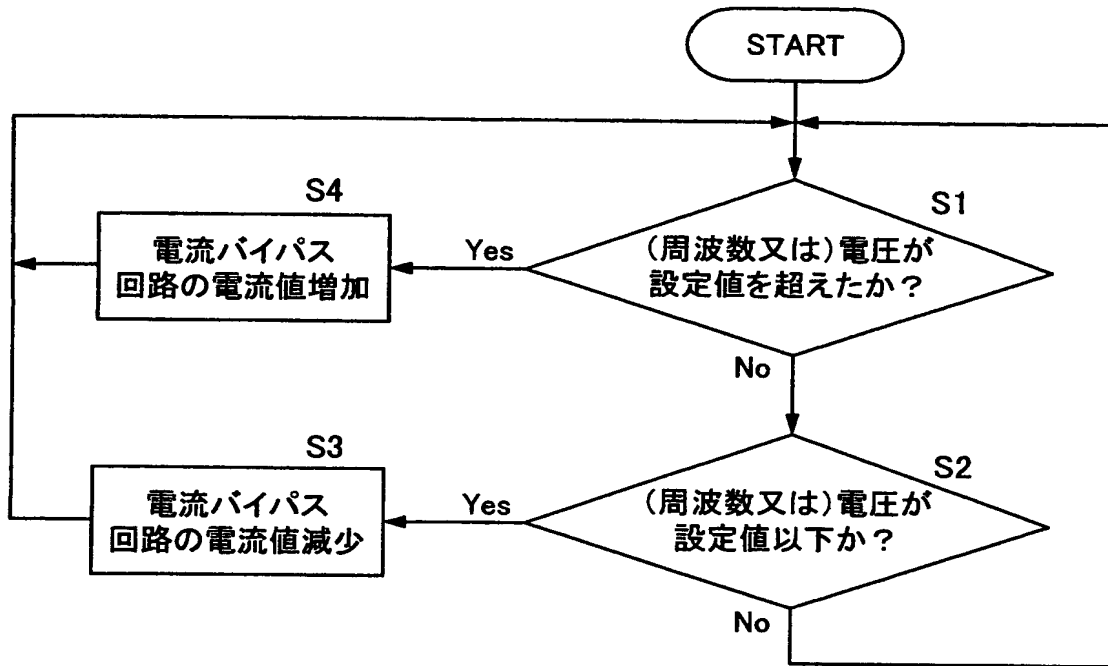 START
S1
(周波数又は)電圧が
設定値を超えたか?
Yes
No
S4
電流バイパス
回路の電流値増加
S2
(周波数又は)電圧が
設定値以下か?
Yes
No
S3
電流バイパス
回路の電流値減少